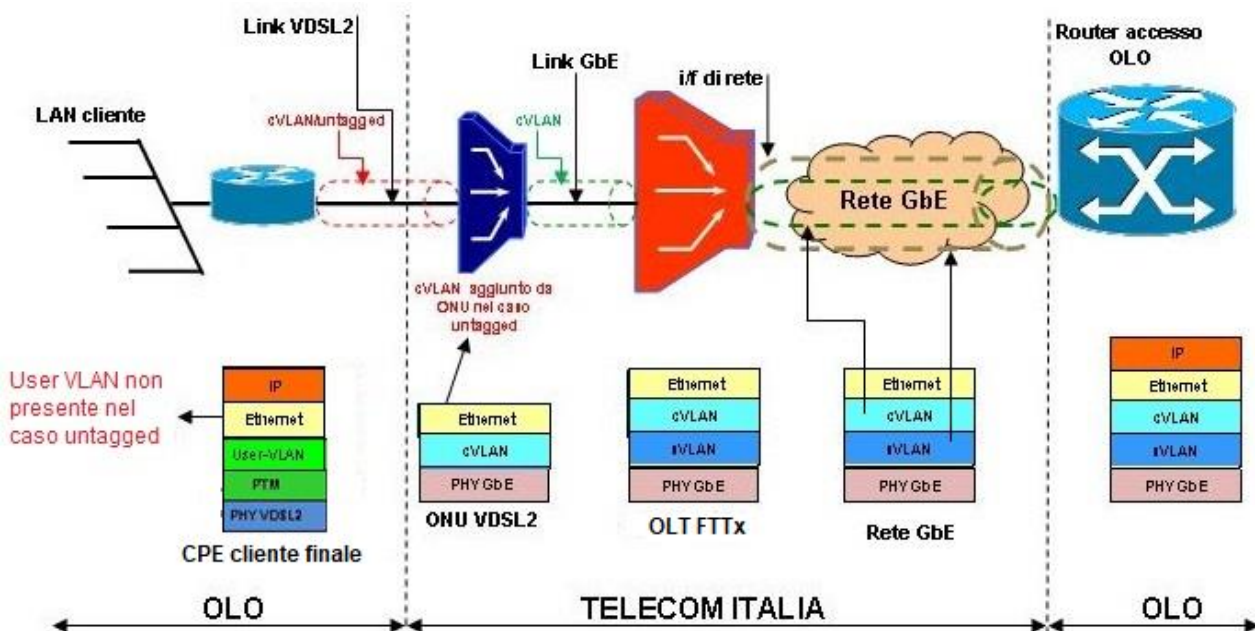 Link VDSL2
Link GbE
i/f di rete
Router accesso
OLO
LAN cliente
cVLAN/untagged
cVLAN
Rete GbE
cVLAN aggiunto da
ONU nel caso
untagged
User VLAN non
presente nel
caso untagged
IP
Ethernet
User-VLAN
PTM
PHY VDSL2
CPE cliente finale
Ethernet
cVLAN
PHY GbE
ONU VDSL2
Ethernet
cVLAN
PHY GbE
OLT FTTx
Ethernet
cVLAN
PHY GbE
Rete GbE
IP
Ethernet
cVLAN
PHY GbE
OLO
TELECOM ITALIA
OLO